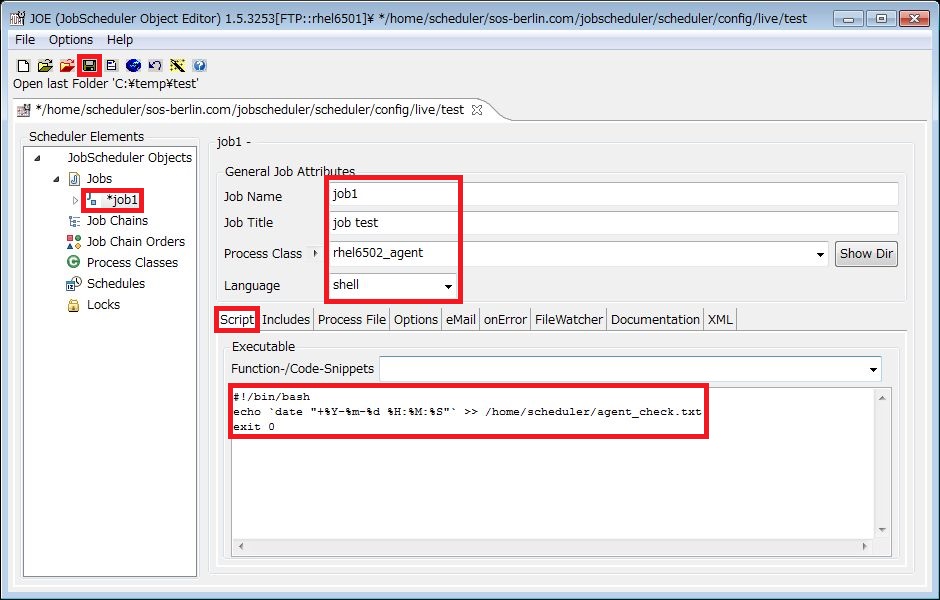 JOE (JobScheduler Object Editor) 1.5.3253[FTP::rhel6501]¥ */home/scheduler/sos-berlin.com/jobscheduler/scheduler/config/live/test
File Options Help
Open last Folder 'C:¥temp¥test'
*/home/scheduler/sos-berlin.com/jobscheduler/scheduler/config/live/test
Scheduler Elements
JobScheduler Objects
Jobs
*job1
Job Chains
Job Chain Orders
Process Classes
Schedules
Locks
job1 -
General Job Attributes
Job Name job1
Job Title job test
Process Class rhel6502_agent Show Dir
Language shell
Script Includes Process File Options eMail onError FileWatcher Documentation XML
Executable
Function-/Code-Snippets
#!/bin/bash
echo `date "+%Y-%m-%d %H:%M:%S"` >> /home/scheduler/agent_check.txt
exit 0